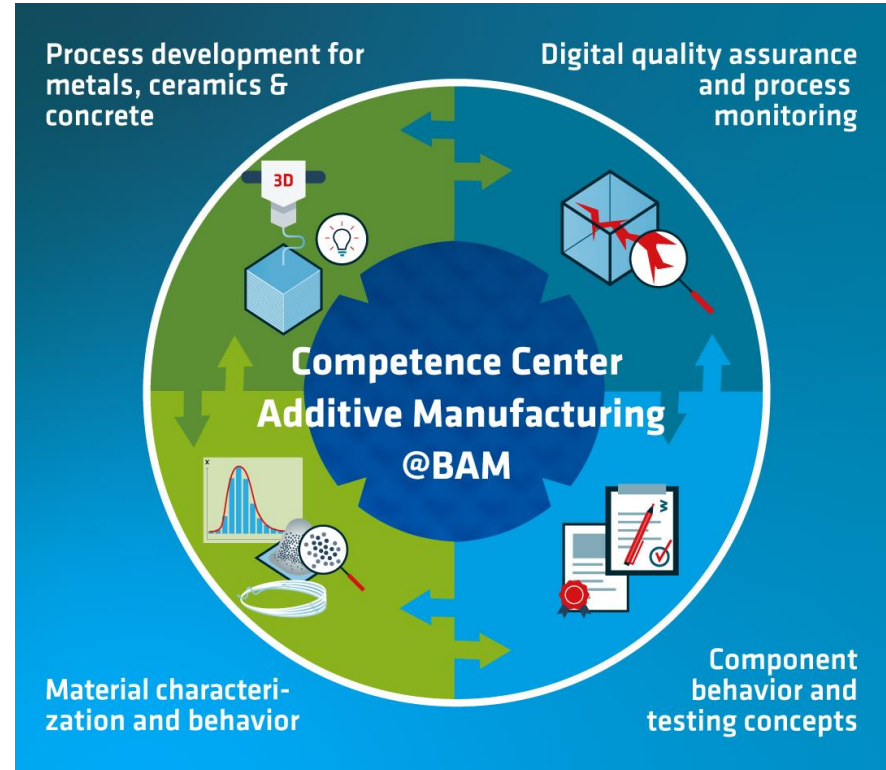 Process development for
metals, ceramics &
concrete
Digital quality assurance
and process
monitoring
3D
Competence Center
Additive Manufacturing
@BAM
x
Material characteri-
zation and behavior
Component
behavior and
testing concepts